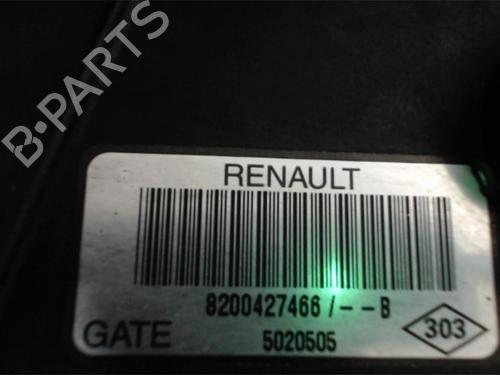 B-PARTS
RENAULT
8200427466/--B
GATE
5020505
303